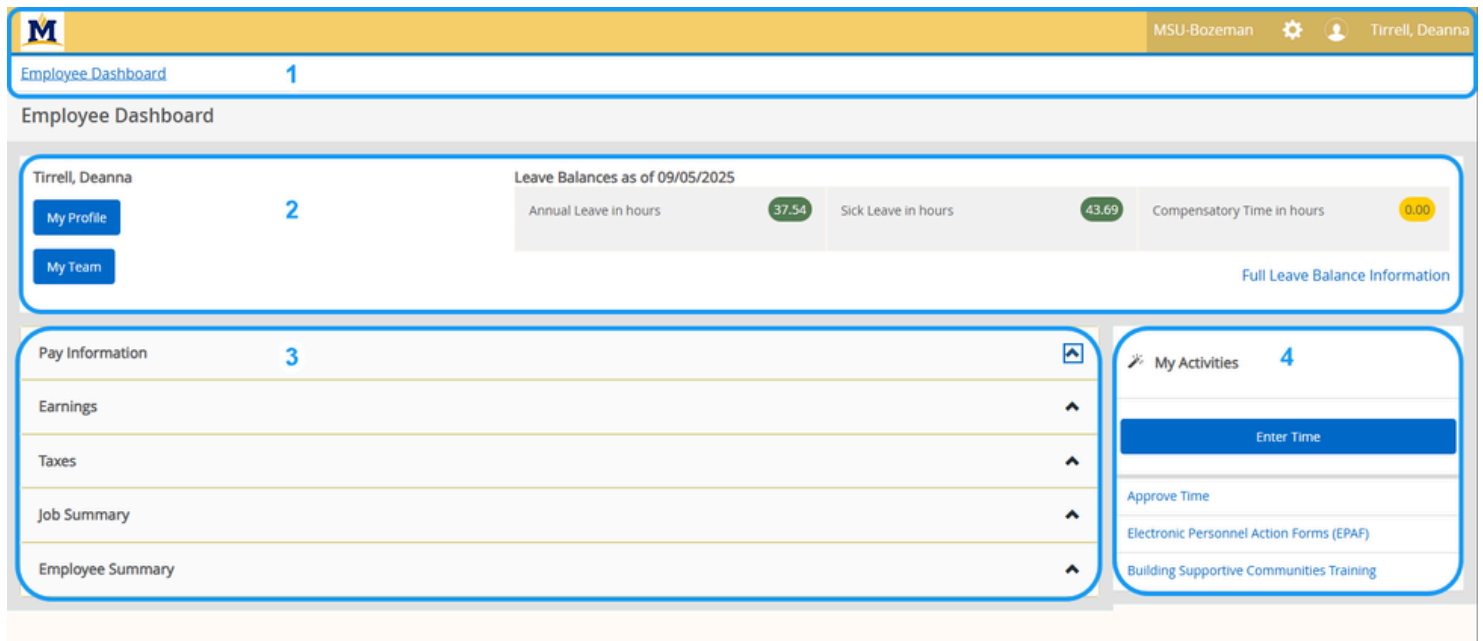 M
MSU-Bozeman Tirrell, Deanna
Employee Dashboard 1
Employee Dashboard
Tirrell, Deanna
2
My Profile
My Team
Leave Balances as of 09/05/2025
Annual Leave in hours 37.54 Sick Leave in hours 43.69 Compensatory Time in hours 0.00
Full Leave Balance Information
Pay Information 3
Earnings
Taxes
Job Summary
Employee Summary
My Activities 4
Enter Time
Approve Time
Electronic Personnel Action Forms (EPAF)
Building Supportive Communities Training